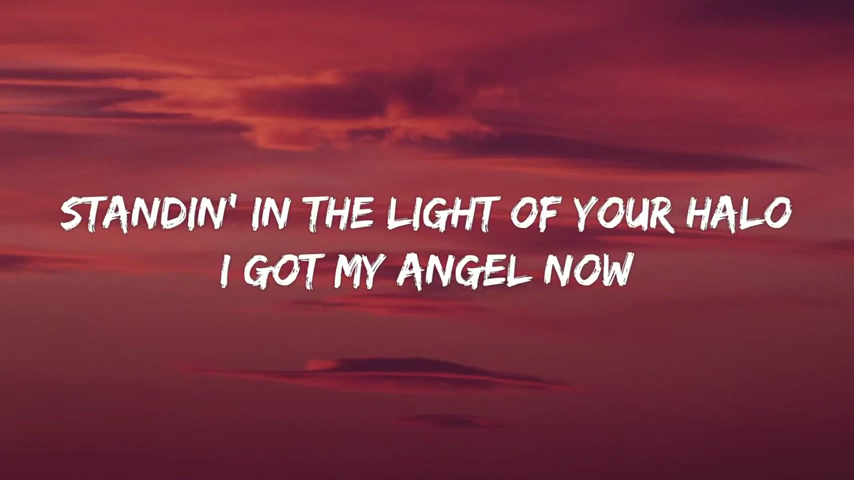 STANDIN' IN THE LIGHT OF YOUR HALO
I GOT MY ANGEL NOW